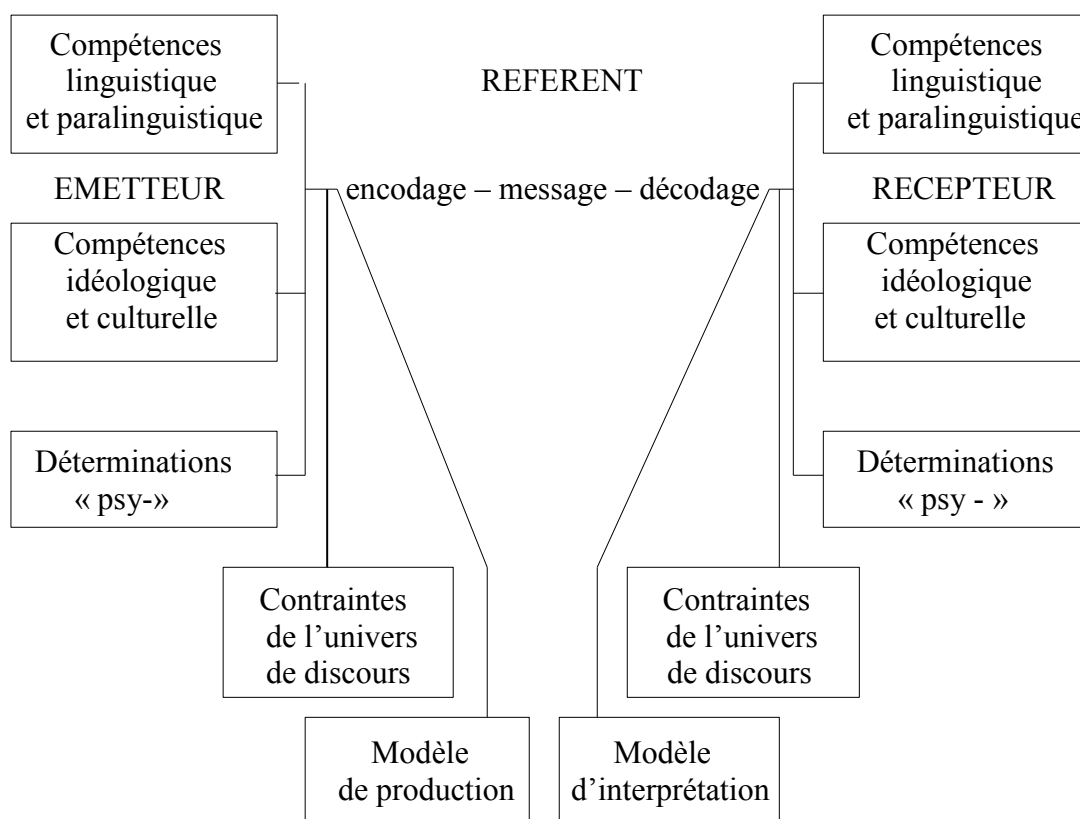 Compétences
linguistique
et paralinguistique
REFERENT
Compétences
linguistique
et paralinguistique
EMETTEUR
encodage – message – décodage
RECEPTEUR
Compétences
idéologique
et culturelle
Compétences
idéologique
et culturelle
Déterminations
« psy-»
Déterminations
« psy - »
Contraintes
de l’univers
de discours
Contraintes
de l’univers
de discours
Modèle
de production
Modèle
d’interprétation